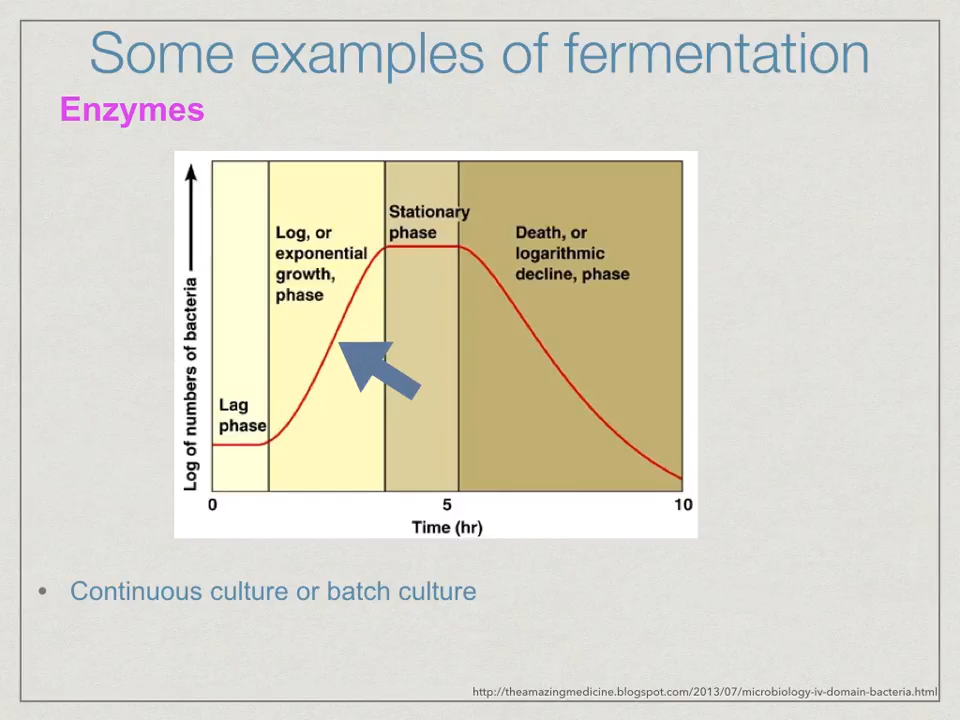 Some examples of fermentation
Enzymes
Log of numbers of bacteria
Lag
phase
Log, or
exponential
growth,
phase
Stationary
phase
Death, or
logarithmic
decline, phase
0
5
10
Time (hr)
• Continuous culture or batch culture
http://theamazingmedicine.blogspot.com/2013/07/microbiology-iv-domain-bacteria.html